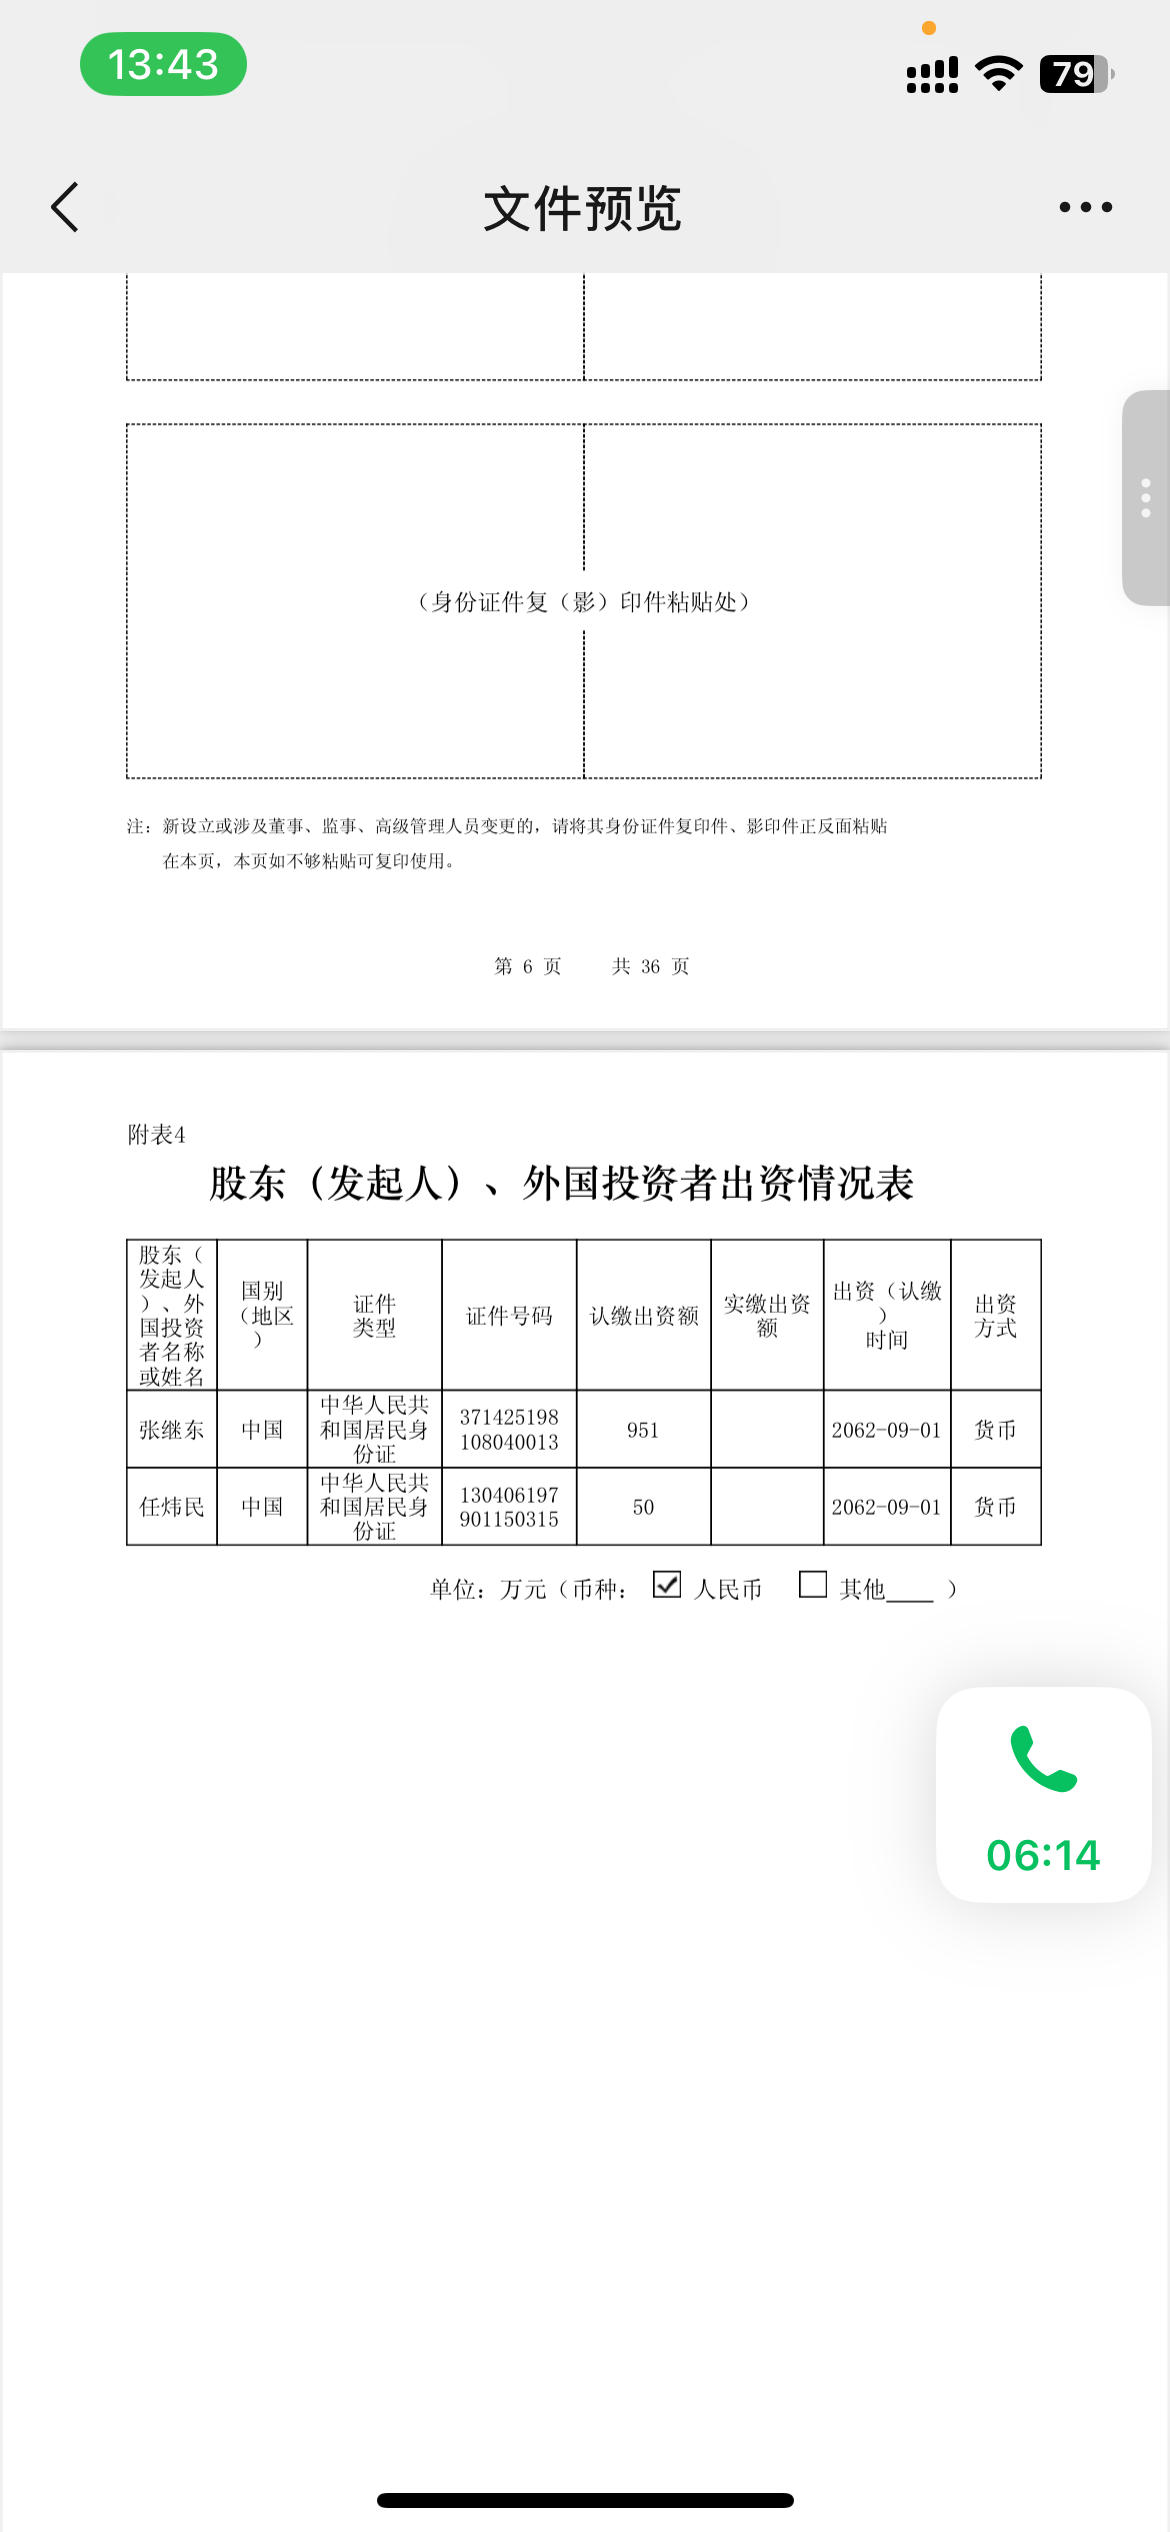 13:43
79
文件预览
（身份证件复（影）印件粘贴处）
注：新设立或涉及董事、监事、高级管理人员变更的，请将其身份证件复印件、影印件正反面粘贴
在本页，本页如不够粘贴可复印使用。
第 6 页 共 36 页
附表4
股东（发起人）、外国投资者出资情况表
股东（
发起人
）、外
国投资
者名称
或姓名
国别
（地区
）
证件
类型
证件号码
认缴出资额
实缴出资
额
出资（认缴
）
时间
出资
方式
张继东
中国
中华人民共
和国居民身
份证
371425198
108040013
951
2062-09-01
货币
任炜民
中国
中华人民共
和国居民身
份证
130406197
901150315
50
2062-09-01
货币
单位：万元（币种： 人民币 其他____ ）
06:14